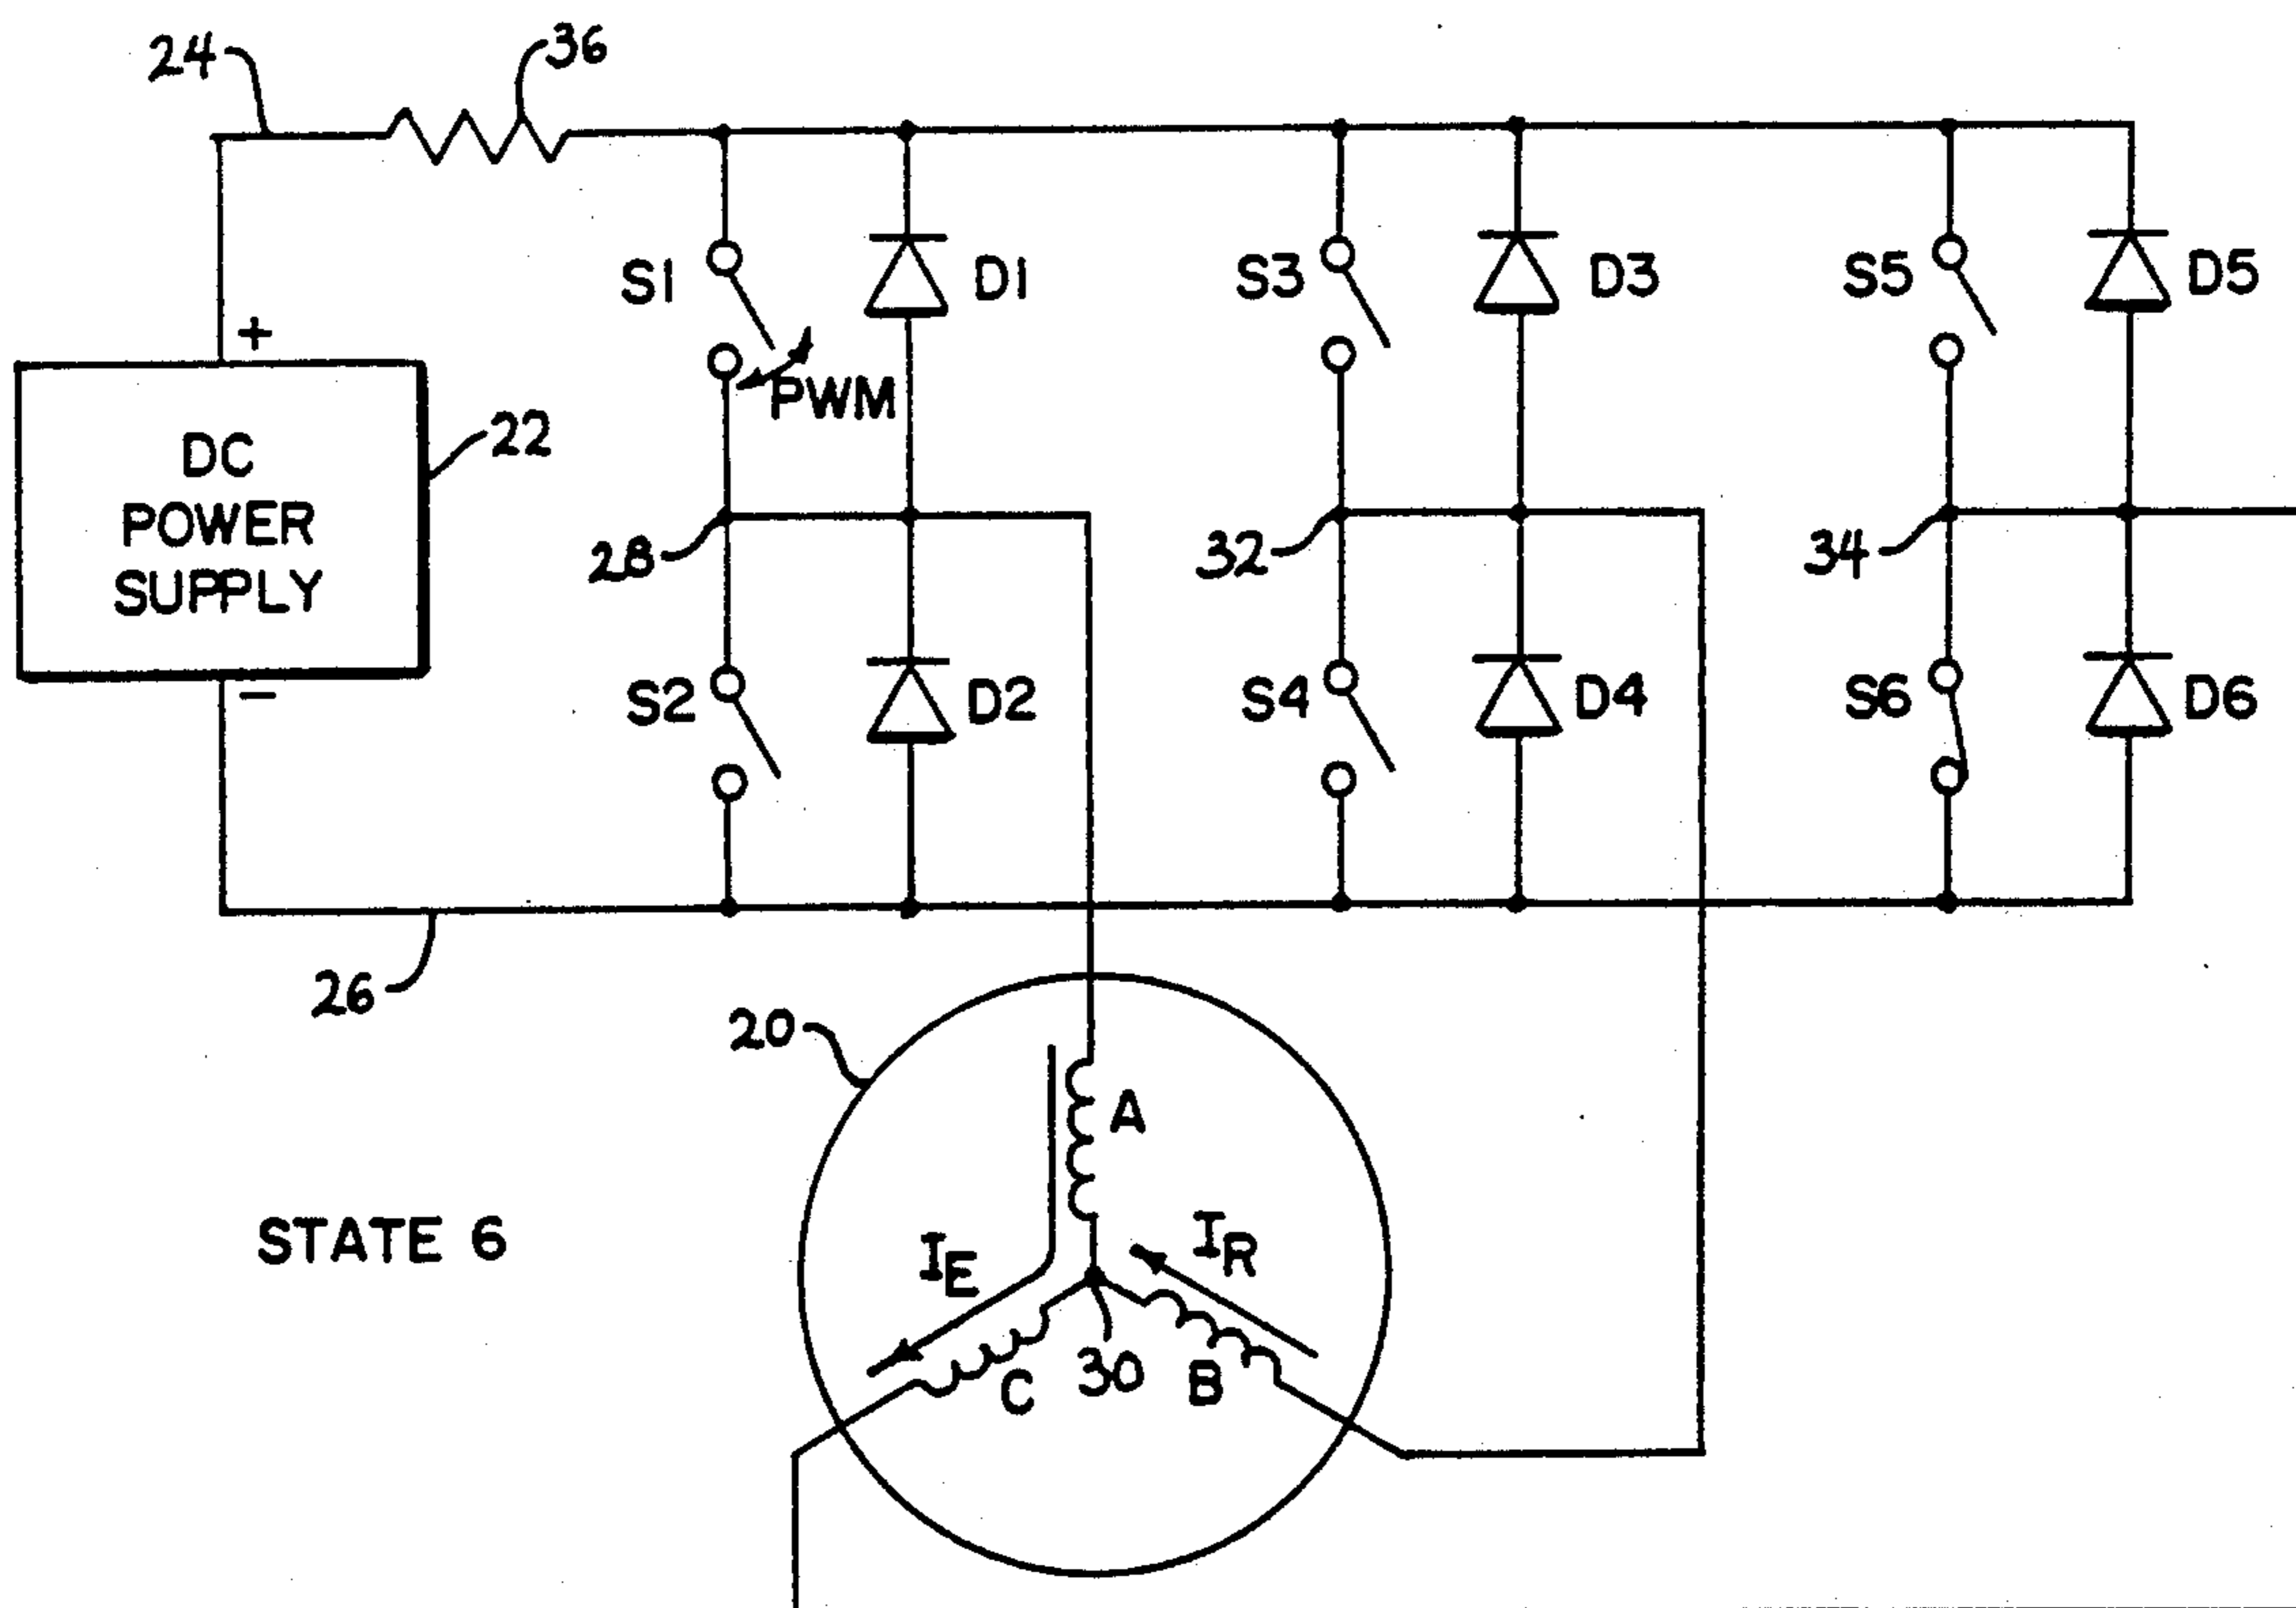 24
36
S1
D1
S3
D3
S5
D5
+
PWM
DC
POWER
SUPPLY
22
28
32
34
−
S2
D2
S4
D4
S6
D6
26
20
A
STATE 6
IE
IR
C
30
B